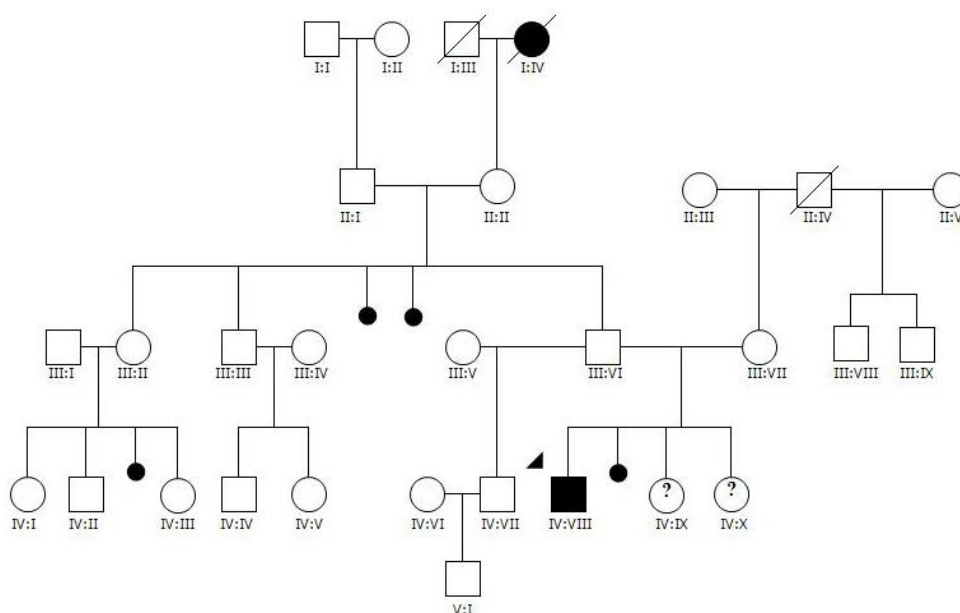 I:I I:II I:III I:IV
II:I II:II II:III II:IV II:V
III:I III:II III:III III:IV III:V III:VI III:VII III:VIII III:IX
? ?
IV:I IV:II IV:III IV:IV IV:V IV:VI IV:VII IV:VIII IV:IX IV:X
V:I